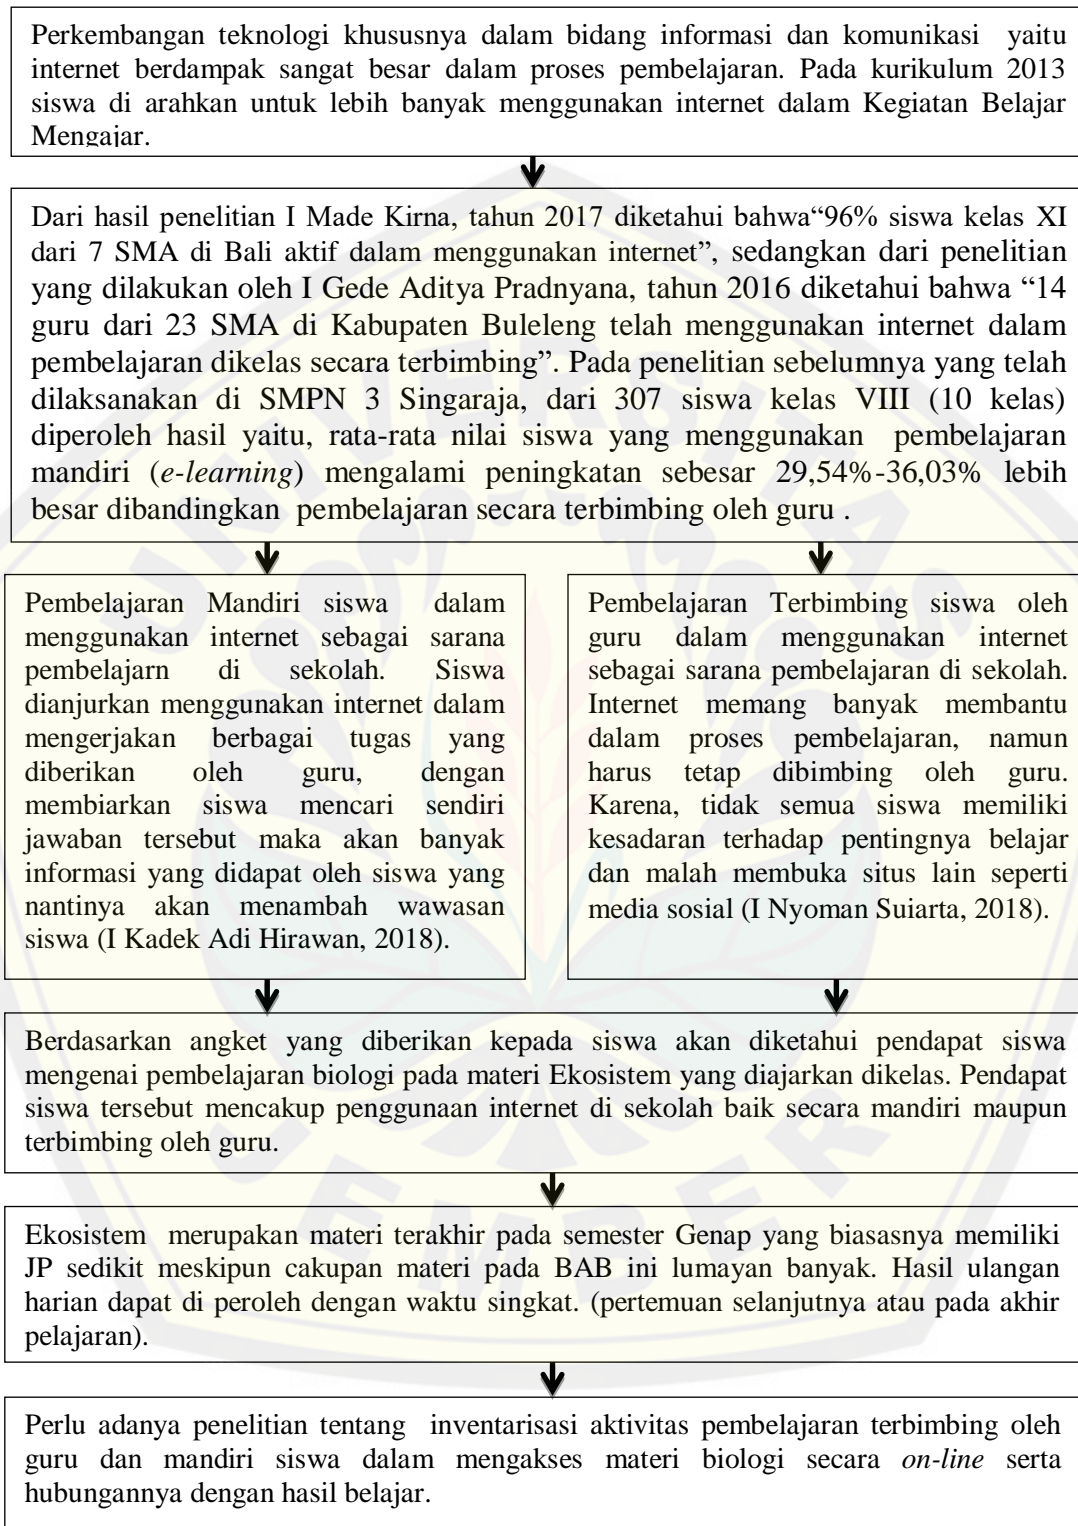 Perkembangan teknologi khususnya dalam bidang informasi dan komunikasi yaitu
internet berdampak sangat besar dalam proses pembelajaran. Pada kurikulum 2013
siswa di arahkan untuk lebih banyak menggunakan internet dalam Kegiatan Belajar
Mengajar.
Dari hasil penelitian I Made Kirna, tahun 2017 diketahui bahwa“96% siswa kelas XI
dari 7 SMA di Bali aktif dalam menggunakan internet”, sedangkan dari penelitian
yang dilakukan oleh I Gede Aditya Pradnyana, tahun 2016 diketahui bahwa “14
guru dari 23 SMA di Kabupaten Buleleng telah menggunakan internet dalam
pembelajaran dikelas secara terbimbing”. Pada penelitian sebelumnya yang telah
dilaksanakan di SMPN 3 Singaraja, dari 307 siswa kelas VIII (10 kelas)
diperoleh hasil yaitu, rata-rata nilai siswa yang menggunakan pembelajaran
mandiri (e-learning) mengalami peningkatan sebesar 29,54%-36,03% lebih
besar dibandingkan pembelajaran secara terbimbing oleh guru .
Pembelajaran Mandiri siswa dalam
menggunakan internet sebagai sarana
pembelajarn di sekolah. Siswa
dianjurkan menggunakan internet dalam
mengerjakan berbagai tugas yang
diberikan oleh guru, dengan
membiarkan siswa mencari sendiri
jawaban tersebut maka akan banyak
informasi yang didapat oleh siswa yang
nantinya akan menambah wawasan
siswa (I Kadek Adi Hirawan, 2018).
Pembelajaran Terbimbing siswa oleh
guru dalam menggunakan internet
sebagai sarana pembelajaran di sekolah.
Internet memang banyak membantu
dalam proses pembelajaran, namun
harus tetap dibimbing oleh guru.
Karena, tidak semua siswa memiliki
kesadaran terhadap pentingnya belajar
dan malah membuka situs lain seperti
media sosial (I Nyoman Suiarta, 2018).
Berdasarkan angket yang diberikan kepada siswa akan diketahui pendapat siswa
mengenai pembelajaran biologi pada materi Ekosistem yang diajarkan dikelas. Pendapat
siswa tersebut mencakup penggunaan internet di sekolah baik secara mandiri maupun
terbimbing oleh guru.
Ekosistem merupakan materi terakhir pada semester Genap yang biasasnya memiliki
JP sedikit meskipun cakupan materi pada BAB ini lumayan banyak. Hasil ulangan
harian dapat di peroleh dengan waktu singkat. (pertemuan selanjutnya atau pada akhir
pelajaran).
Perlu adanya penelitian tentang inventarisasi aktivitas pembelajaran terbimbing oleh
guru dan mandiri siswa dalam mengakses materi biologi secara on-line serta
hubungannya dengan hasil belajar.
UNIVERSITAS
JEMBER